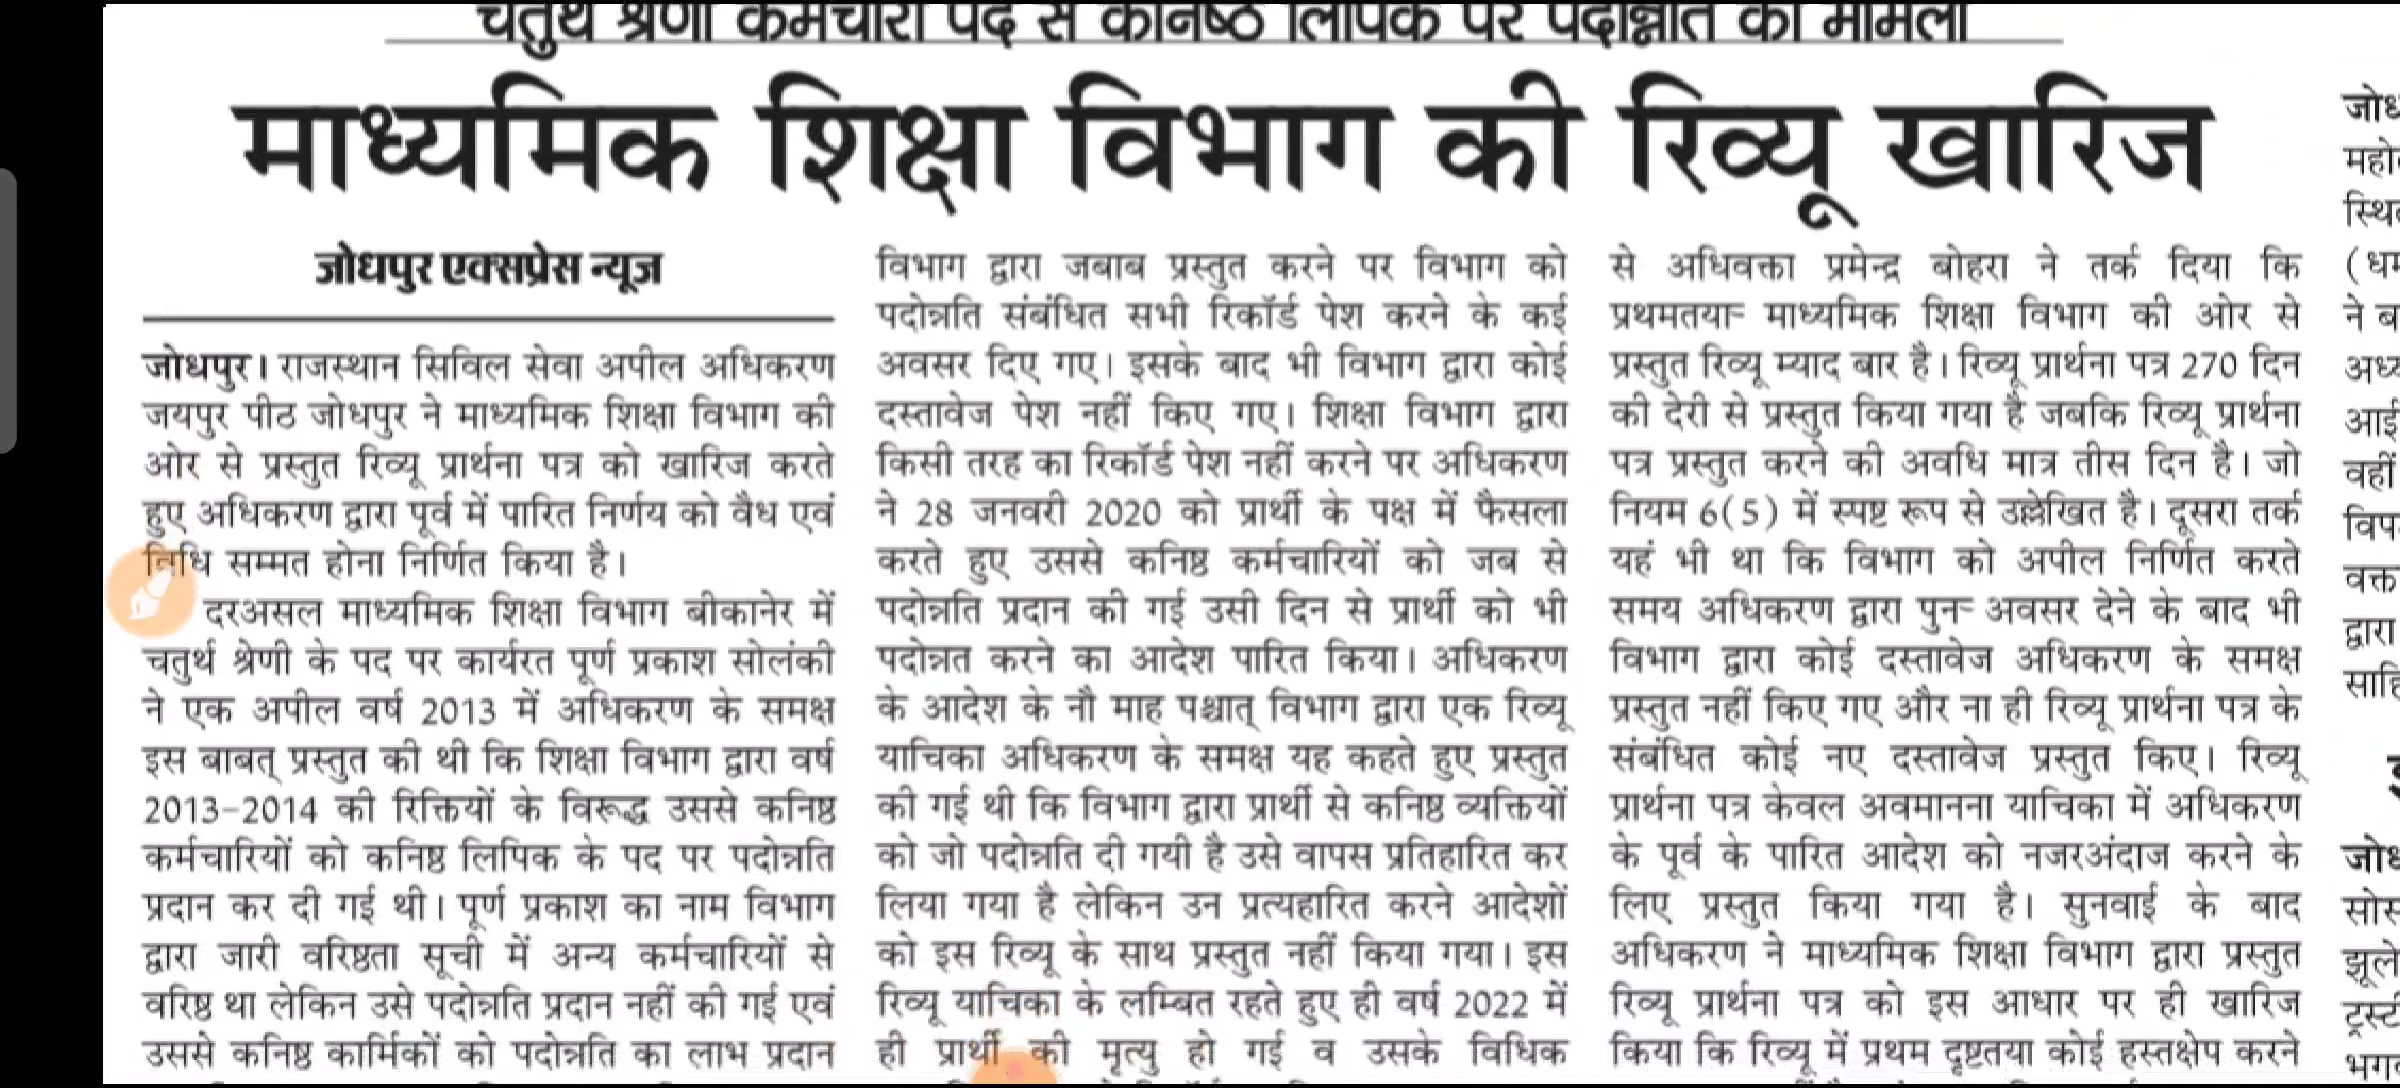 चतुर्थ श्रेणी कर्मचारी पद से कनिष्ठ लिपिक पर पदोन्नति का मामला
माध्यमिक शिक्षा विभाग की रिव्यू खारिज
जोधपुर एक्सप्रेस न्यूज
जोधपुर। राजस्थान सिविल सेवा अपील अधिकरण
जयपुर पीठ जोधपुर ने माध्यमिक शिक्षा विभाग की
ओर से प्रस्तुत रिव्यू प्रार्थना पत्र को खारिज करते
हुए अधिकरण द्वारा पूर्व में पारित निर्णय को वैध एवं
विधि सम्मत होना निर्णित किया है।
दरअसल माध्यमिक शिक्षा विभाग बीकानेर में
चतुर्थ श्रेणी के पद पर कार्यरत पूर्ण प्रकाश सोलंकी
ने एक अपील वर्ष 2013 में अधिकरण के समक्ष
इस बाबत् प्रस्तुत की थी कि शिक्षा विभाग द्वारा वर्ष
2013-2014 की रिक्तियों के विरूद्ध उससे कनिष्ठ
कर्मचारियों को कनिष्ठ लिपिक के पद पर पदोन्नति
प्रदान कर दी गई थी। पूर्ण प्रकाश का नाम विभाग
द्वारा जारी वरिष्ठता सूची में अन्य कर्मचारियों से
वरिष्ठ था लेकिन उसे पदोन्नति प्रदान नहीं की गई एवं
उससे कनिष्ठ कार्मिकों को पदोन्नति का लाभ प्रदान
विभाग द्वारा जबाब प्रस्तुत करने पर विभाग को
पदोन्नति संबंधित सभी रिकॉर्ड पेश करने के कई
अवसर दिए गए। इसके बाद भी विभाग द्वारा कोई
दस्तावेज पेश नहीं किए गए। शिक्षा विभाग द्वारा
किसी तरह का रिकॉर्ड पेश नहीं करने पर अधिकरण
ने 28 जनवरी 2020 को प्रार्थी के पक्ष में फैसला
करते हुए उससे कनिष्ठ कर्मचारियों को जब से
पदोन्नति प्रदान की गई उसी दिन से प्रार्थी को भी
पदोन्नत करने का आदेश पारित किया। अधिकरण
के आदेश के नौ माह पश्चात् विभाग द्वारा एक रिव्यू
याचिका अधिकरण के समक्ष यह कहते हुए प्रस्तुत
की गई थी कि विभाग द्वारा प्रार्थी से कनिष्ठ व्यक्तियों
को जो पदोन्नति दी गयी है उसे वापस प्रतिहारित कर
लिया गया है लेकिन उन प्रत्यहारित करने आदेशों
को इस रिव्यू के साथ प्रस्तुत नहीं किया गया। इस
रिव्यू याचिका के लम्बित रहते हुए ही वर्ष 2022 में
ही प्रार्थी की मृत्यु हो गई व उसके विधिक
से अधिवक्ता प्रमेन्द्र बोहरा ने तर्क दिया कि
प्रथमतया- माध्यमिक शिक्षा विभाग की ओर से
प्रस्तुत रिव्यू म्याद बार है। रिव्यू प्रार्थना पत्र 270 दिन
की देरी से प्रस्तुत किया गया है जबकि रिव्यू प्रार्थना
पत्र प्रस्तुत करने की अवधि मात्र तीस दिन है। जो
नियम 6(5) में स्पष्ट रूप से उल्लेखित है। दूसरा तर्क
यहं भी था कि विभाग को अपील निर्णित करते
समय अधिकरण द्वारा पुन- अवसर देने के बाद भी
विभाग द्वारा कोई दस्तावेज अधिकरण के समक्ष
प्रस्तुत नहीं किए गए और ना ही रिव्यू प्रार्थना पत्र के
संबंधित कोई नए दस्तावेज प्रस्तुत किए। रिव्यू
प्रार्थना पत्र केवल अवमानना याचिका में अधिकरण
के पूर्व के पारित आदेश को नजरअंदाज करने के
लिए प्रस्तुत किया गया है। सुनवाई के बाद
अधिकरण ने माध्यमिक शिक्षा विभाग द्वारा प्रस्तुत
रिव्यू प्रार्थना पत्र को इस आधार पर ही खारिज
किया कि रिव्यू में प्रथम दृष्टतया कोई हस्तक्षेप करने
ने
वहीं
द्वारा